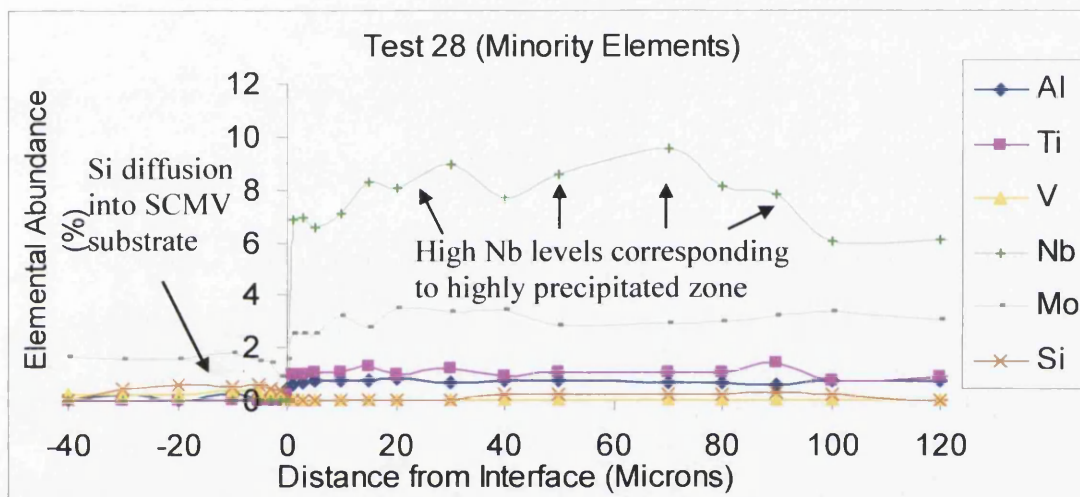 Test 28 (Minority Elements)
12
10
8
6
4
2
0
Elemental Abundance
(%)
Si diffusion
into SCMV
substrate
High Nb levels corresponding
to highly precipitated zone
-40
-20
0
20
40
60
80
100
120
Distance from Interface (Microns)
Al
Ti
V
Nb
Mo
Si